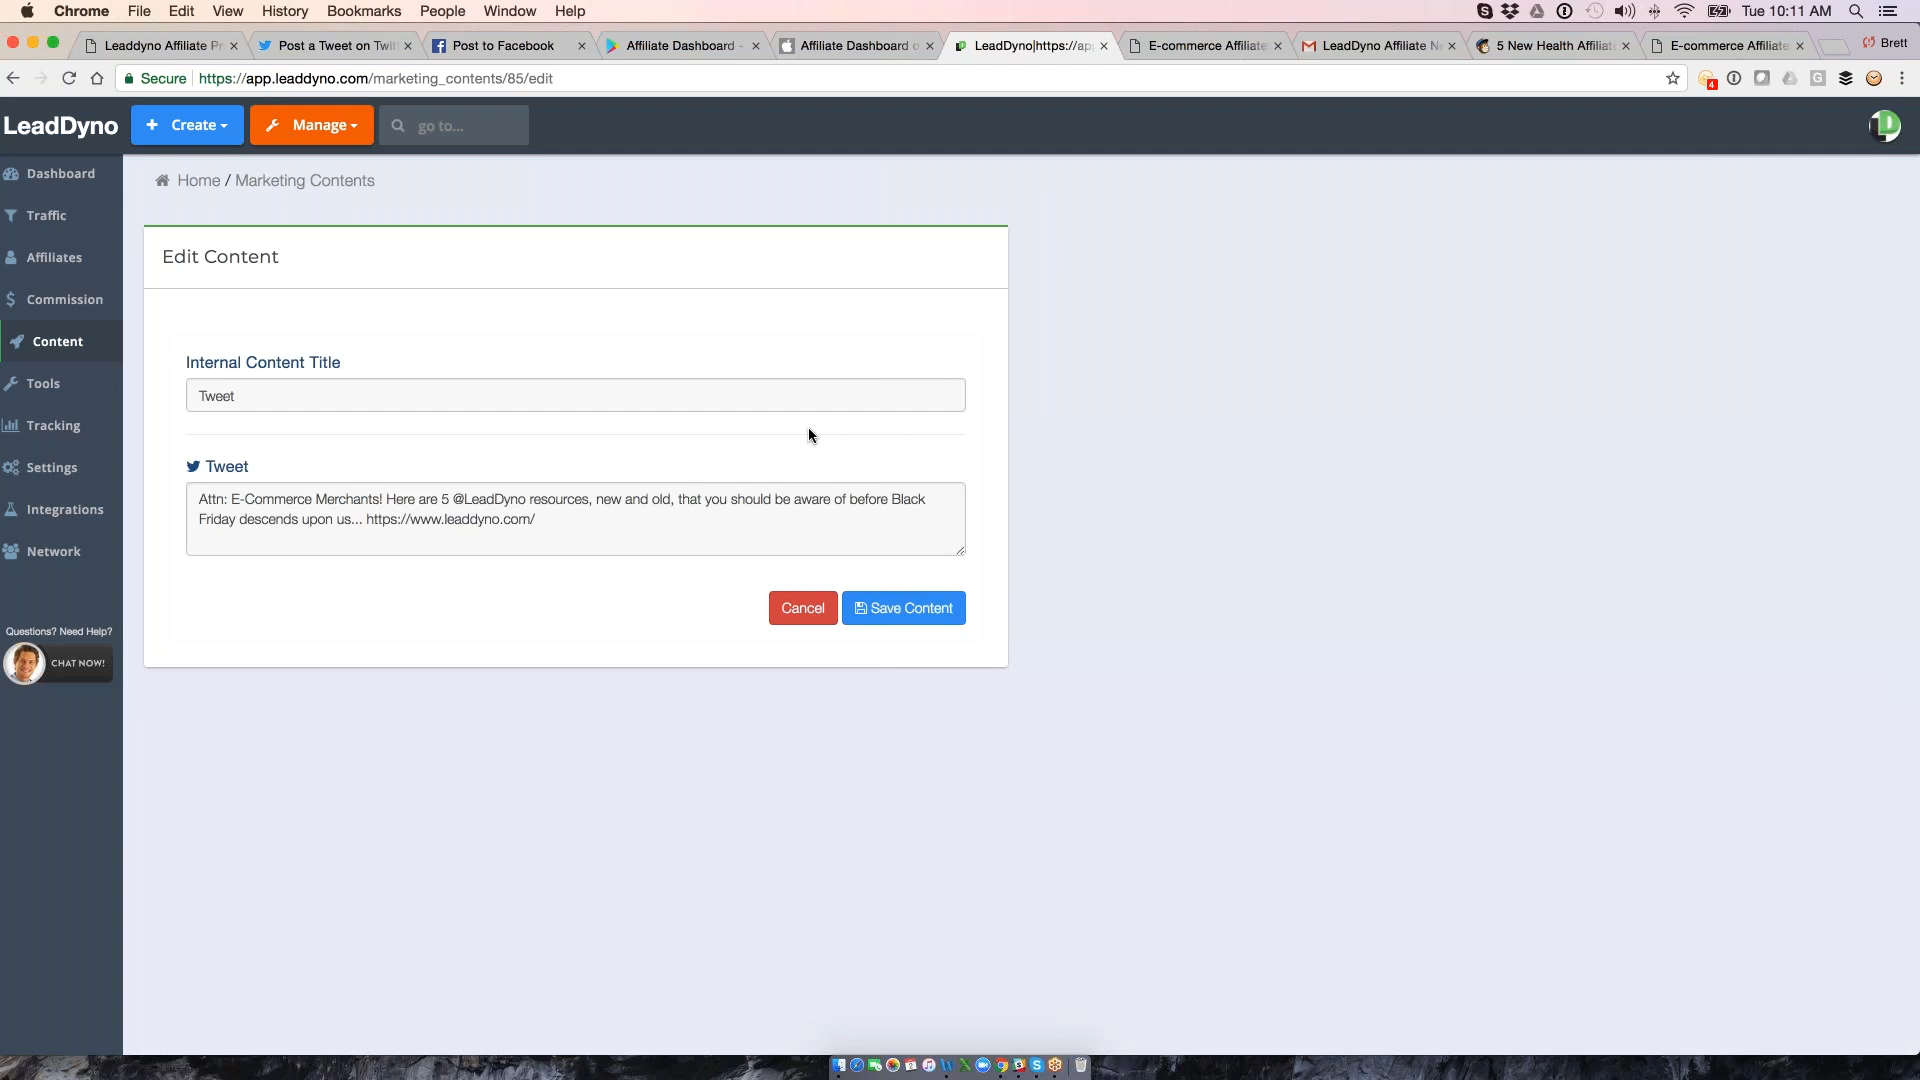 Chrome File Edit View History Bookmarks People Window Help Tue 10:11 AM
Leaddyno Affiliate Pr Post a Tweet on Twit Post to Facebook Affiliate Dashboard - Affiliate Dashboard o LeadDyno|https://ap E-commerce Affiliate LeadDyno Affiliate N 5 New Health Affiliat E-commerce Affiliate Brett
Secure https://app.leaddyno.com/marketing_contents/85/edit 4
LeadDyno + Create Manage go to...
Dashboard
Traffic
Affiliates
Commission
Content
Tools
Tracking
Settings
Integrations
Network
Questions? Need Help?
CHAT NOW!
Home / Marketing Contents
Edit Content
Internal Content Title
Tweet
Tweet
Attn: E-Commerce Merchants! Here are 5 @LeadDyno resources, new and old, that you should be aware of before Black
Friday descends upon us... https://www.leaddyno.com/
Cancel Save Content